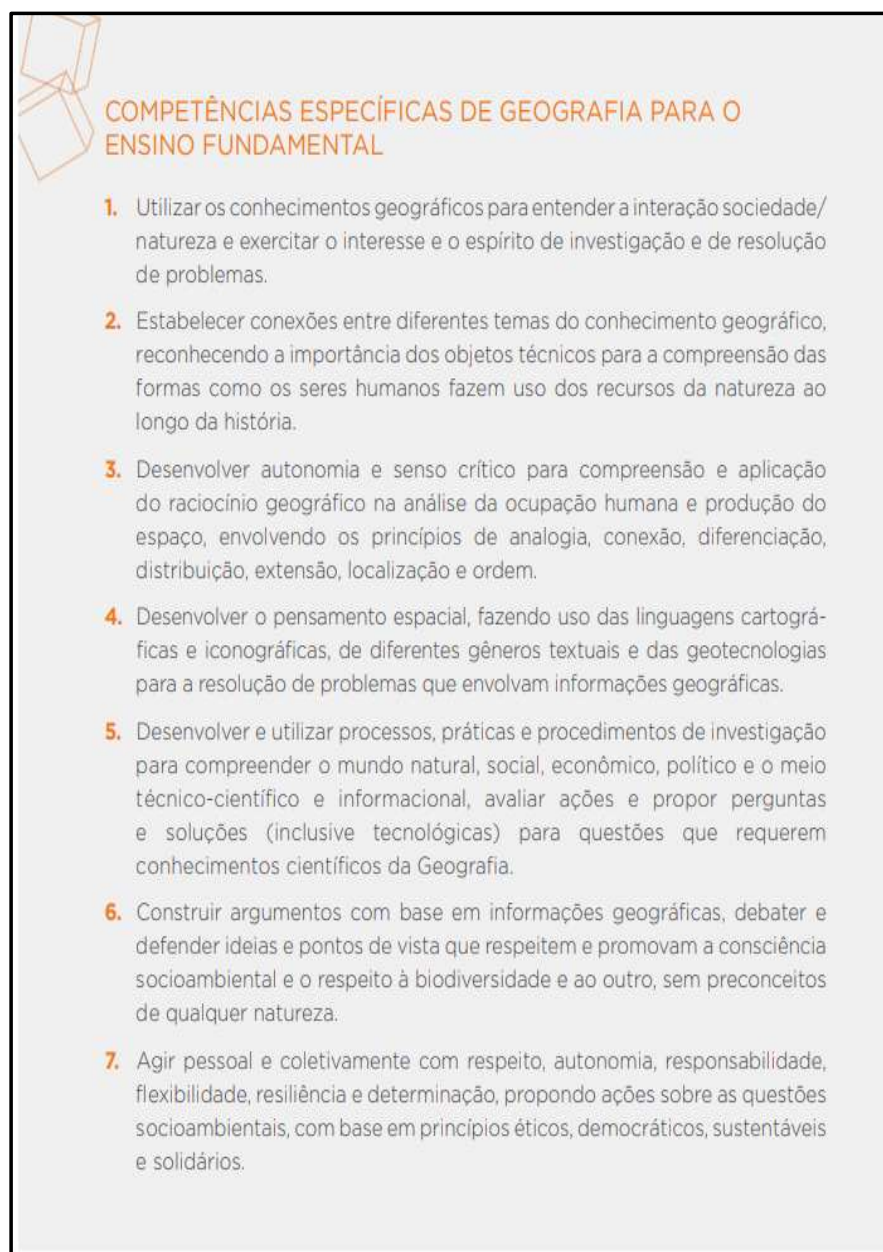 COMPETÊNCIAS ESPECÍFICAS DE GEOGRAFIA PARA O
ENSINO FUNDAMENTAL
1. Utilizar os conhecimentos geográficos para entender a interação sociedade/
natureza e exercitar o interesse e o espírito de investigação e de resolução
de problemas.
2. Estabelecer conexões entre diferentes temas do conhecimento geográfico,
reconhecendo a importância dos objetos técnicos para a compreensão das
formas como os seres humanos fazem uso dos recursos da natureza ao
longo da história.
3. Desenvolver autonomia e senso crítico para compreensão e aplicação
do raciocínio geográfico na análise da ocupação humana e produção do
espaço, envolvendo os princípios de analogia, conexão, diferenciação,
distribuição, extensão, localização e ordem.
4. Desenvolver o pensamento espacial, fazendo uso das linguagens cartográ-
ficas e iconográficas, de diferentes gêneros textuais e das geotecnologias
para a resolução de problemas que envolvam informações geográficas.
5. Desenvolver e utilizar processos, práticas e procedimentos de investigação
para compreender o mundo natural, social, econômico, político e o meio
técnico-científico e informacional, avaliar ações e propor perguntas
e soluções (inclusive tecnológicas) para questões que requerem
conhecimentos científicos da Geografia.
6. Construir argumentos com base em informações geográficas, debater e
defender ideias e pontos de vista que respeitem e promovam a consciência
socioambiental e o respeito à biodiversidade e ao outro, sem preconceitos
de qualquer natureza.
7. Agir pessoal e coletivamente com respeito, autonomia, responsabilidade,
flexibilidade, resiliência e determinação, propondo ações sobre as questões
socioambientais, com base em princípios éticos, democráticos, sustentáveis
e solidários.